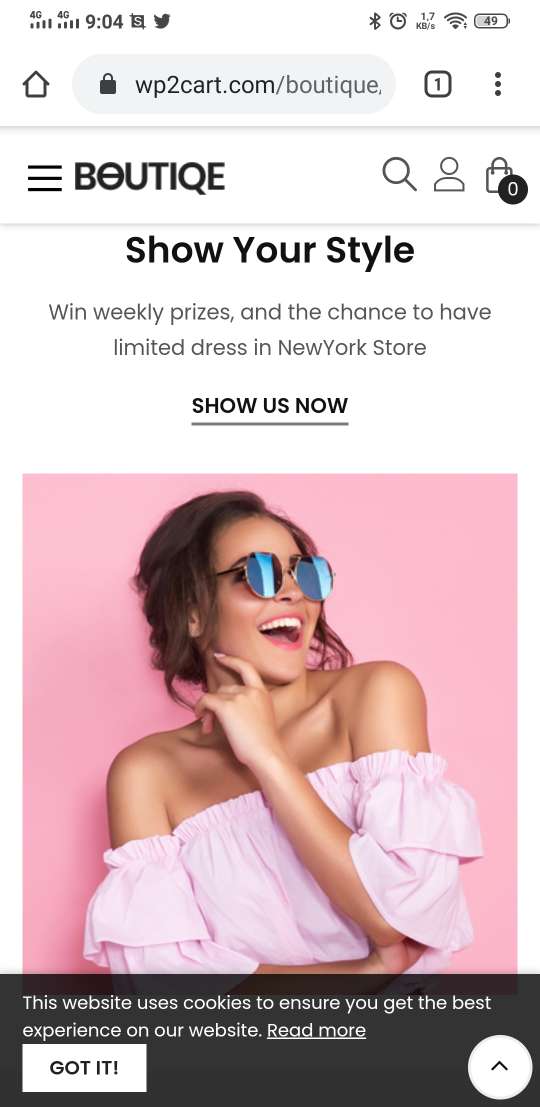 4G 4G 9:04 1,7 KB/s 49
wp2cart.com/boutique, 1
BOUTIQE 0
Show Your Style
Win weekly prizes, and the chance to have
limited dress in NewYork Store
SHOW US NOW
This website uses cookies to ensure you get the best
experience on our website. Read more
GOT IT!